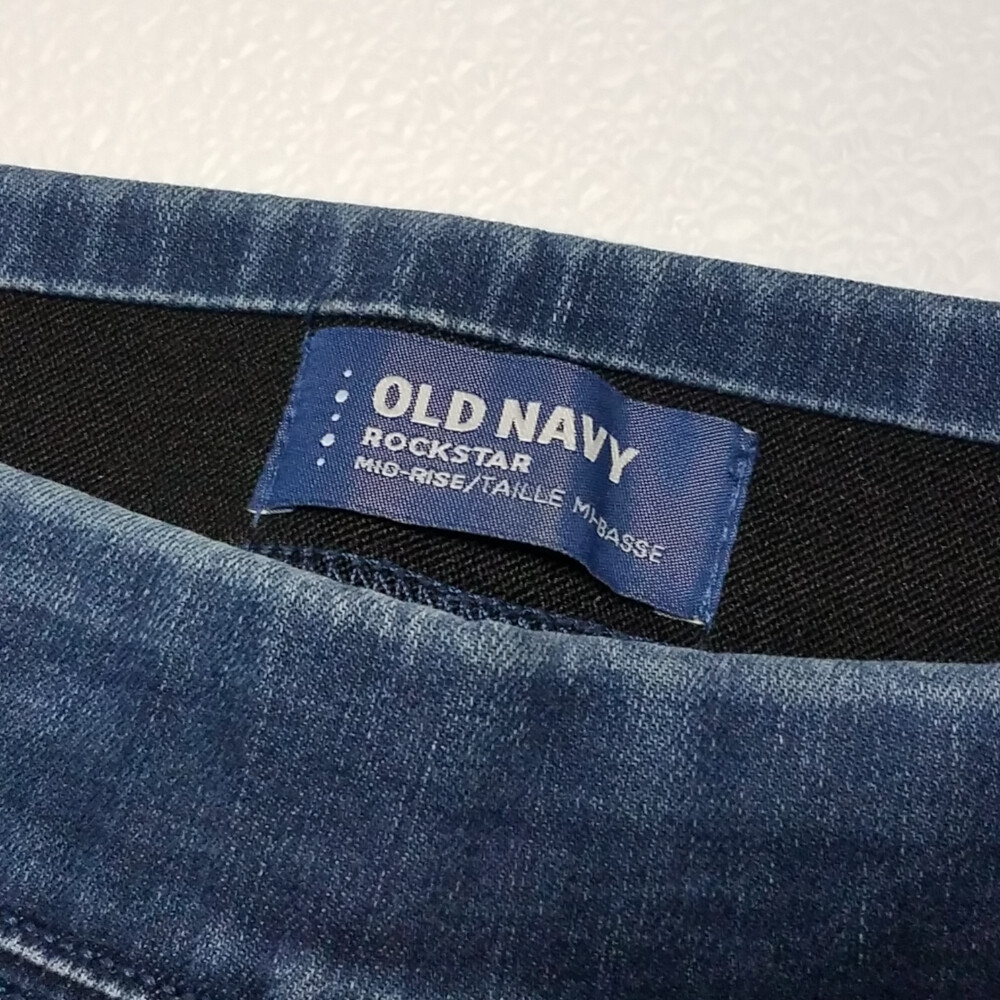 OLD NAVY
ROCKSTAR
MID-RISE/TAILLE MI-BASSE